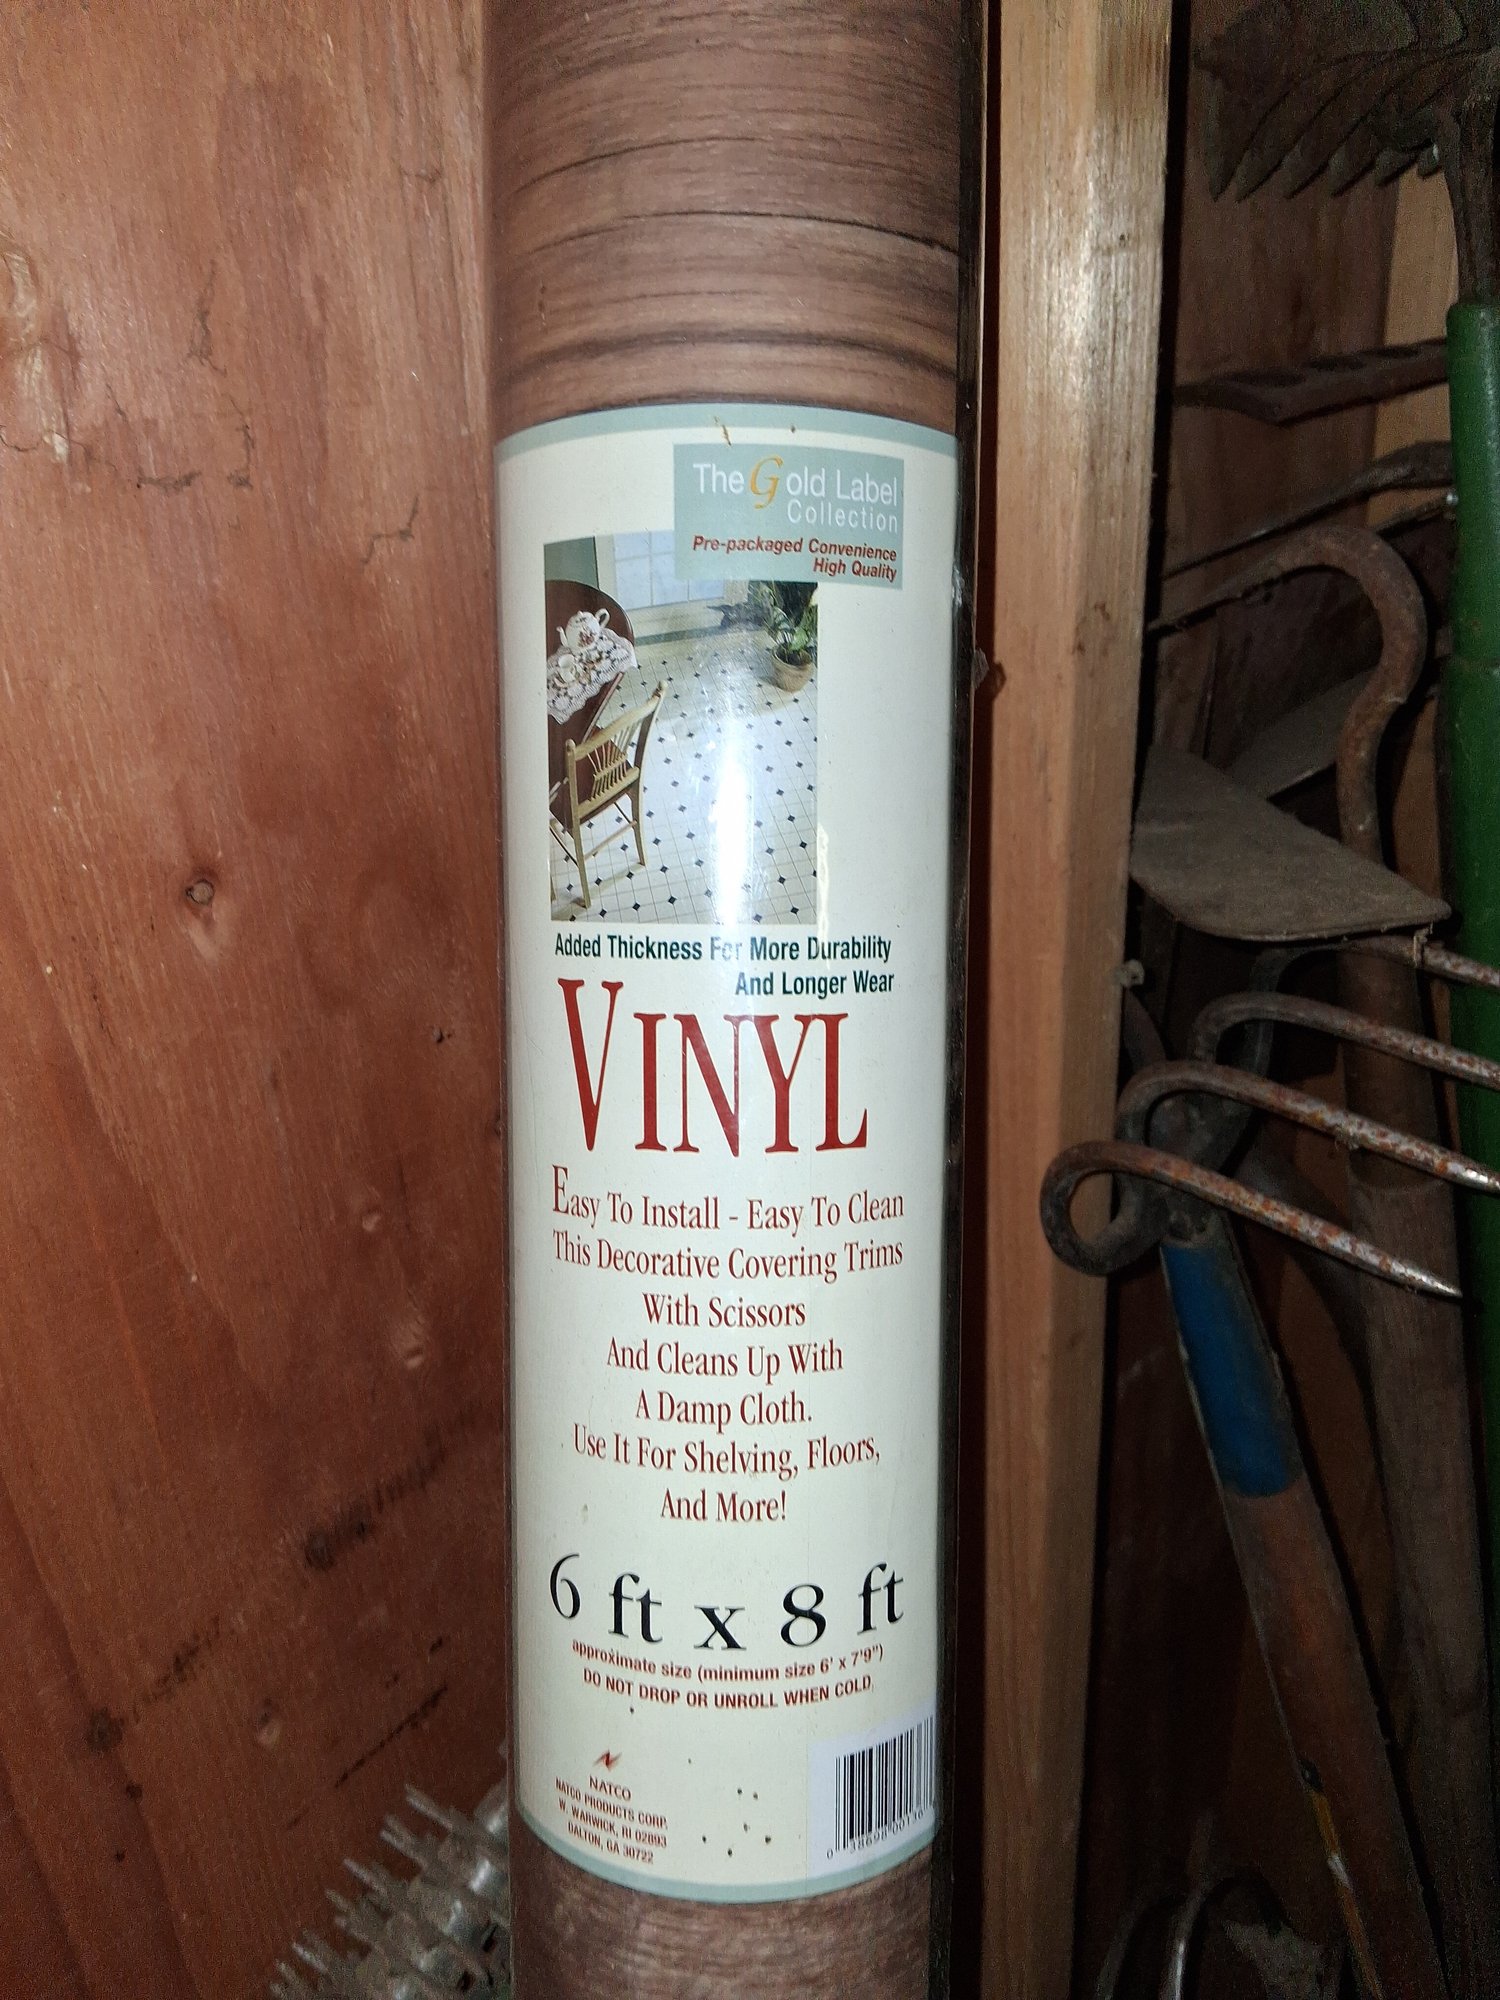 The Gold Label
Collection
Pre-packaged Convenience
High Quality
Added Thickness For More Durability
And Longer Wear
VINYL
Easy To Install - Easy To Clean
This Decorative Covering Trims
With Scissors
And Cleans Up With
A Damp Cloth.
Use It For Shelving, Floors,
And More!
6 ft x 8 ft
approximate size (minimum size 6' x 7'9")
DO NOT DROP OR UNROLL WHEN COLD
NATCO
NATCO PRODUCTS CORP.
W. WARWICK, RI 02893
DALTON, GA 30722